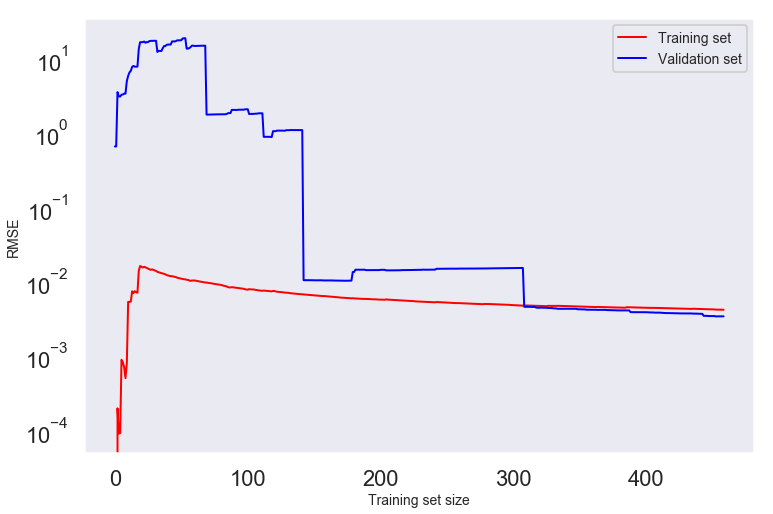 Training set
Validation set
10^1
10^0
10^−1
10^−2
10^−3
10^−4
RMSE
0 100 200 300 400
Training set size